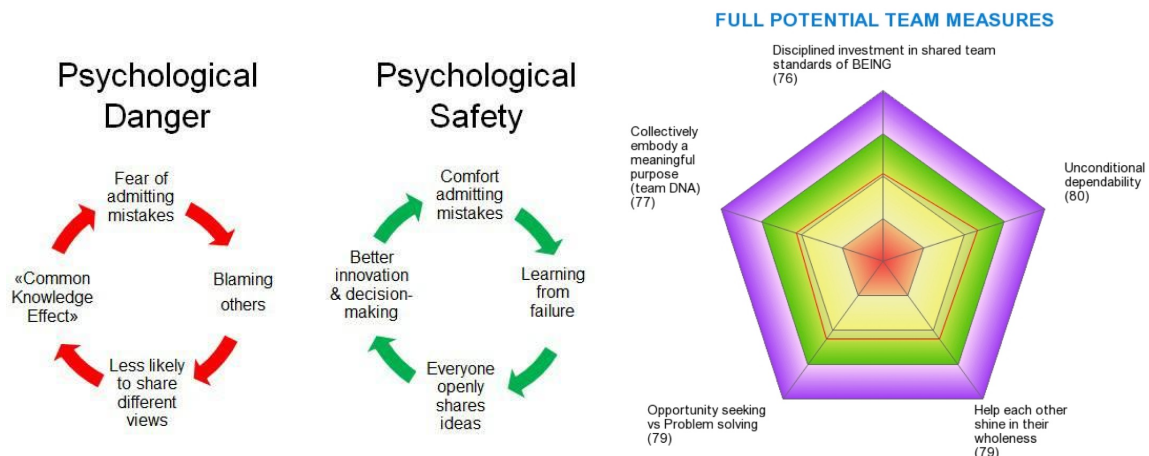 Psychological
Danger
Fear of
admitting
mistakes
Blaming
others
Less likely
to share
different
views
«Common
Knowledge
Effect»
Psychological
Safety
Comfort
admitting
mistakes
Learning
from
failure
Everyone
openly
shares
ideas
Better
innovation
& decision-
making
FULL POTENTIAL TEAM MEASURES
Disciplined investment in shared team
standards of BEING
(76)
Unconditional
dependability
(80)
Help each other
shine in their
wholeness
(79)
Opportunity seeking
vs Problem solving
(79)
Collectively
embody a
meaningful
purpose
(team DNA)
(77)